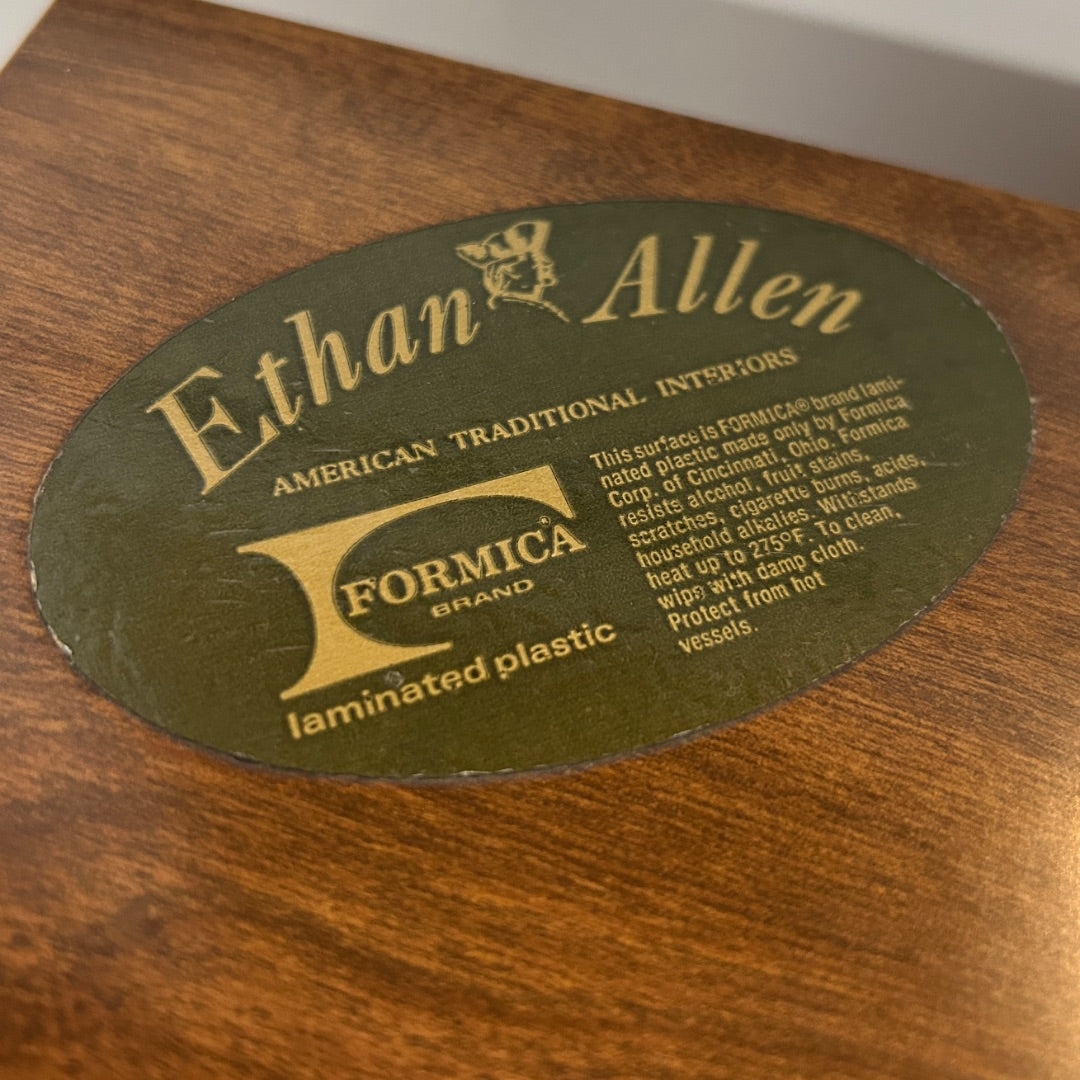 Ethan Allen
AMERICAN TRADITIONAL INTERIORS
FORMICA®
BRAND
laminated plastic
This surface is FORMICA® brand lami-
nated plastic made only by Formica
Corp. of Cincinnati, Ohio. Formica
resists alcohol, fruit stains,
scratches, cigarette burns, acids,
household alkalies. Withstands
heat up to 275°F. To clean,
wipe with damp cloth.
Protect from hot
vessels.